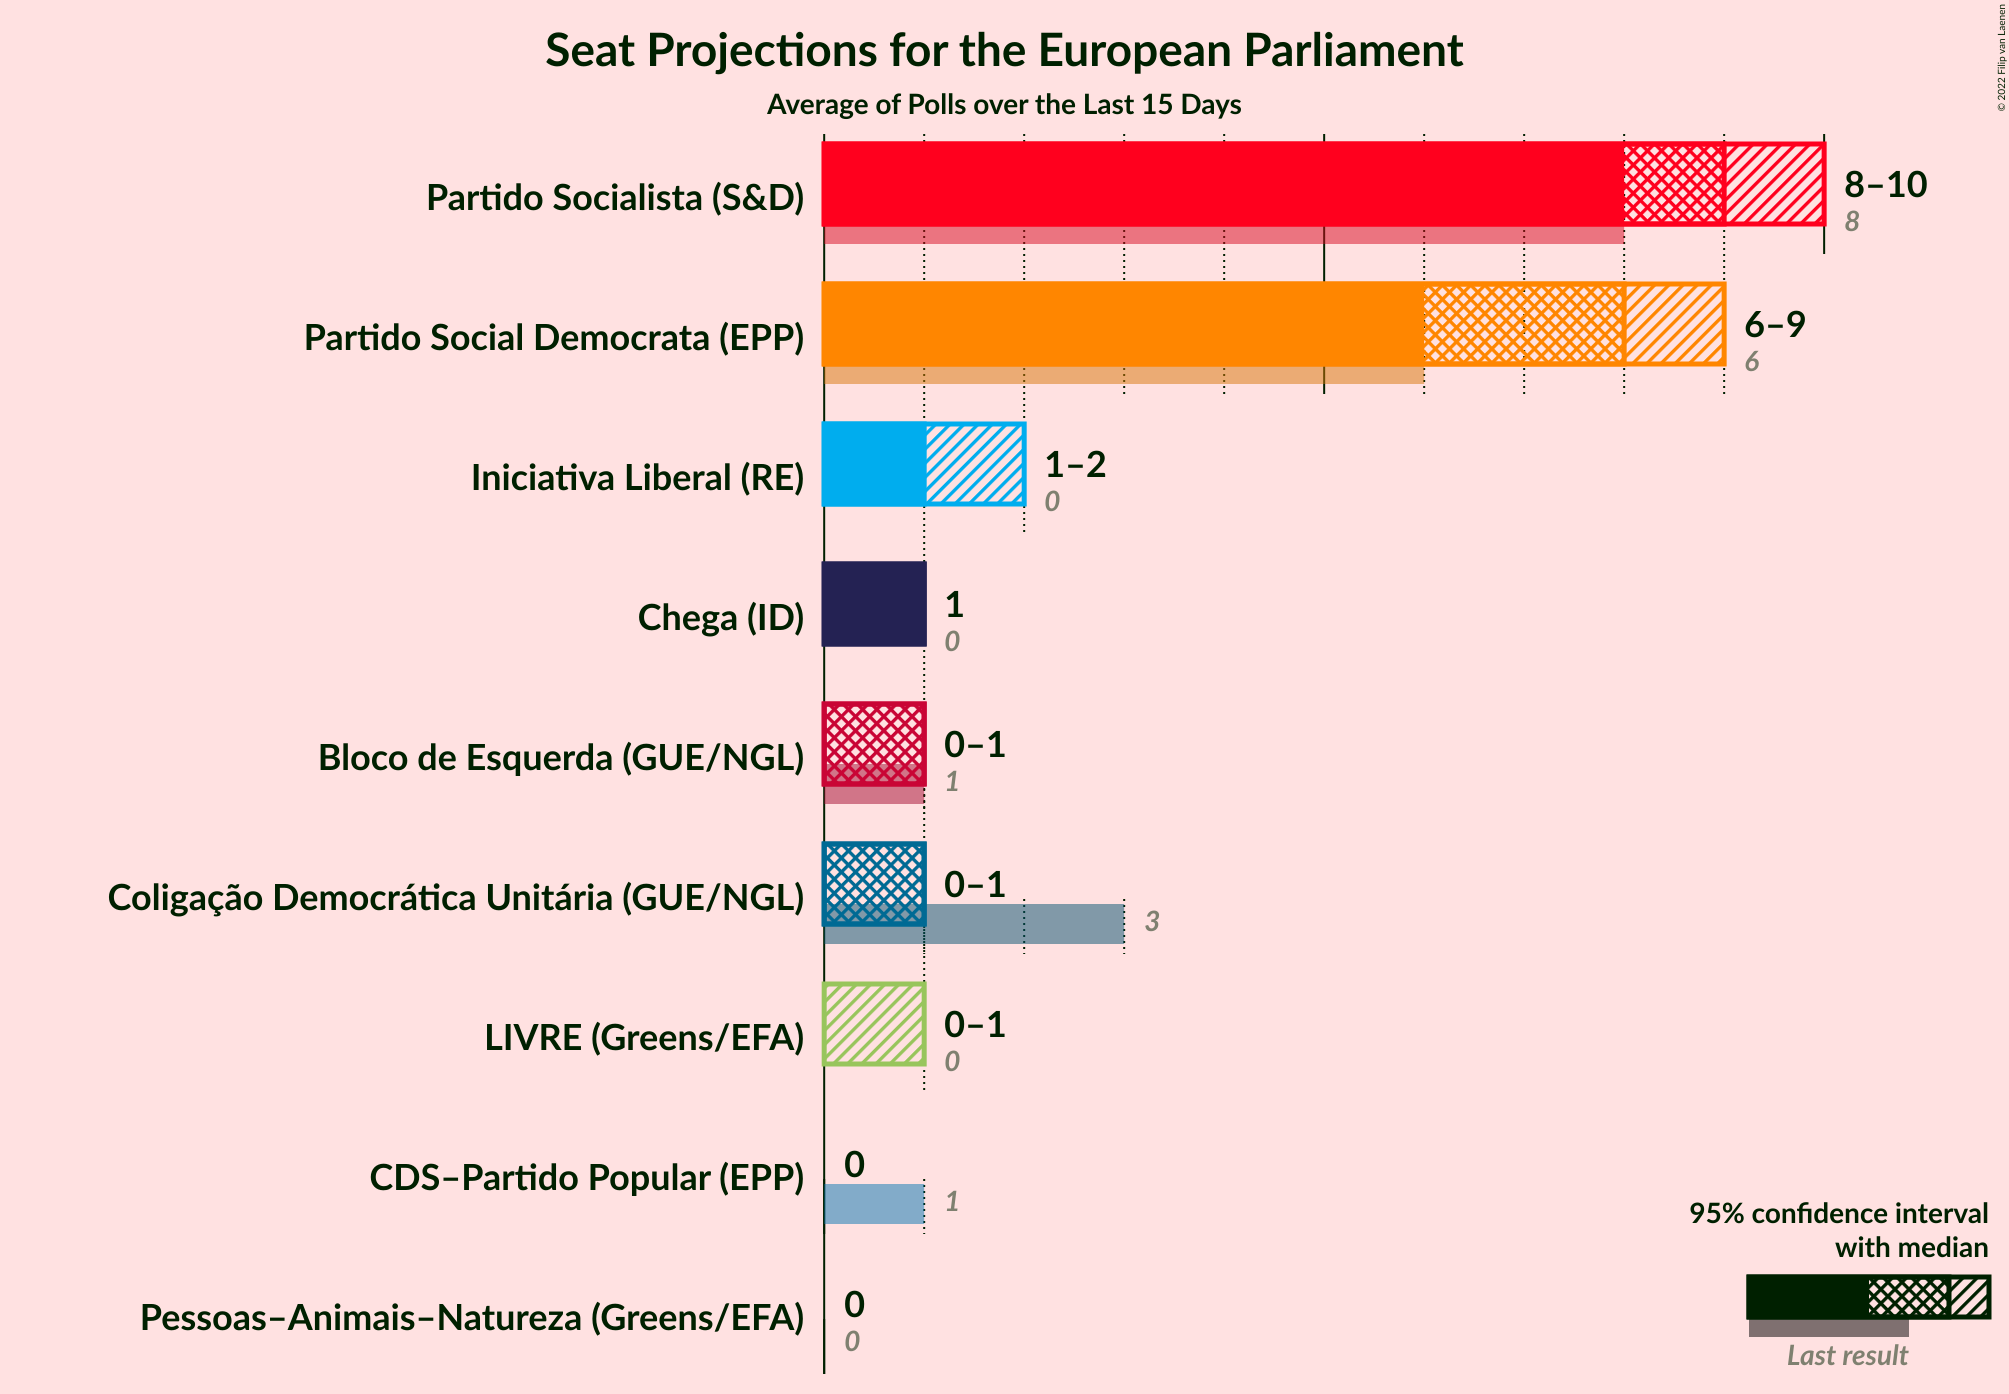 Seat Projections for the European Parliament
Average of Polls over the Last 15 Days
© 2022 Filip van Laenen
Partido Socialista (S&D)
8–10
8
Partido Social Democrata (EPP)
6–9
6
Iniciativa Liberal (RE)
1–2
0
Chega (ID)
1
0
Bloco de Esquerda (GUE/NGL)
0–1
1
Coligação Democrática Unitária (GUE/NGL)
0–1
3
LIVRE (Greens/EFA)
0–1
0
CDS–Partido Popular (EPP)
0
1
Pessoas–Animais–Natureza (Greens/EFA)
0
0
95% confidence interval
with median
Last result